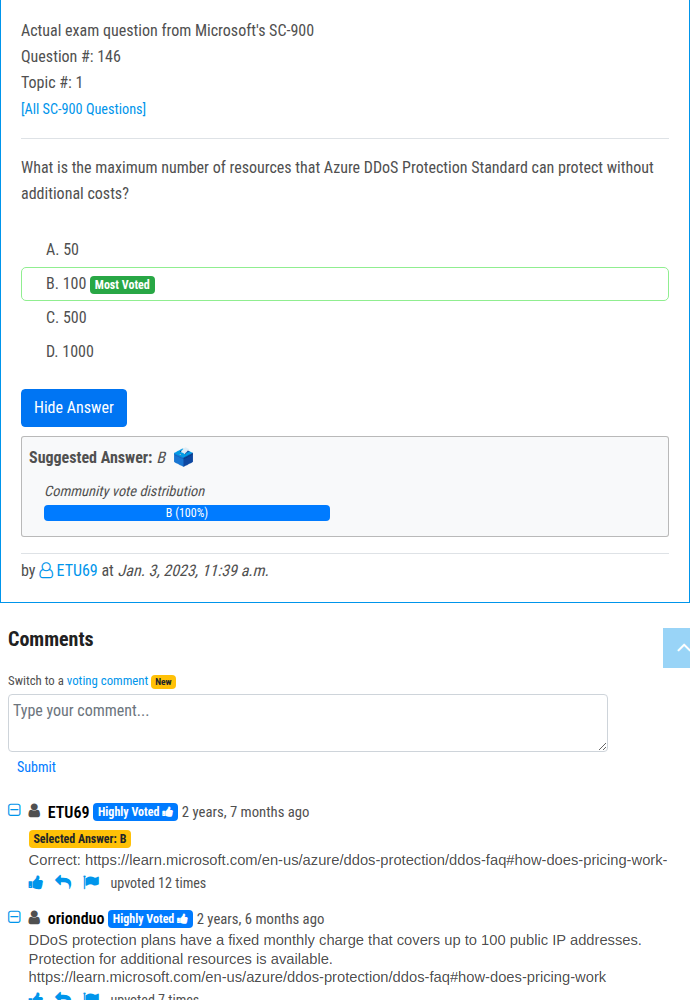 Actual exam question from Microsoft's SC-900
Question #: 146
Topic #: 1
[All SC-900 Questions]
What is the maximum number of resources that Azure DDoS Protection Standard can protect without
additional costs?
A. 50
B. 100 Most Voted
C. 500
D. 1000
Hide Answer
Suggested Answer: B
Community vote distribution
B (100%)
by ETU69 at Jan. 3, 2023, 11:39 a.m.
Comments
Switch to a voting comment New
Type your comment...
Submit
ETU69 Highly Voted 2 years, 7 months ago
Selected Answer: B
Correct: https://learn.microsoft.com/en-us/azure/ddos-protection/ddos-faq#how-does-pricing-work-
upvoted 12 times
orionduo Highly Voted 2 years, 6 months ago
DDoS protection plans have a fixed monthly charge that covers up to 100 public IP addresses.
Protection for additional resources is available.
https://learn.microsoft.com/en-us/azure/ddos-protection/ddos-faq#how-does-pricing-work
upvoted 7 times